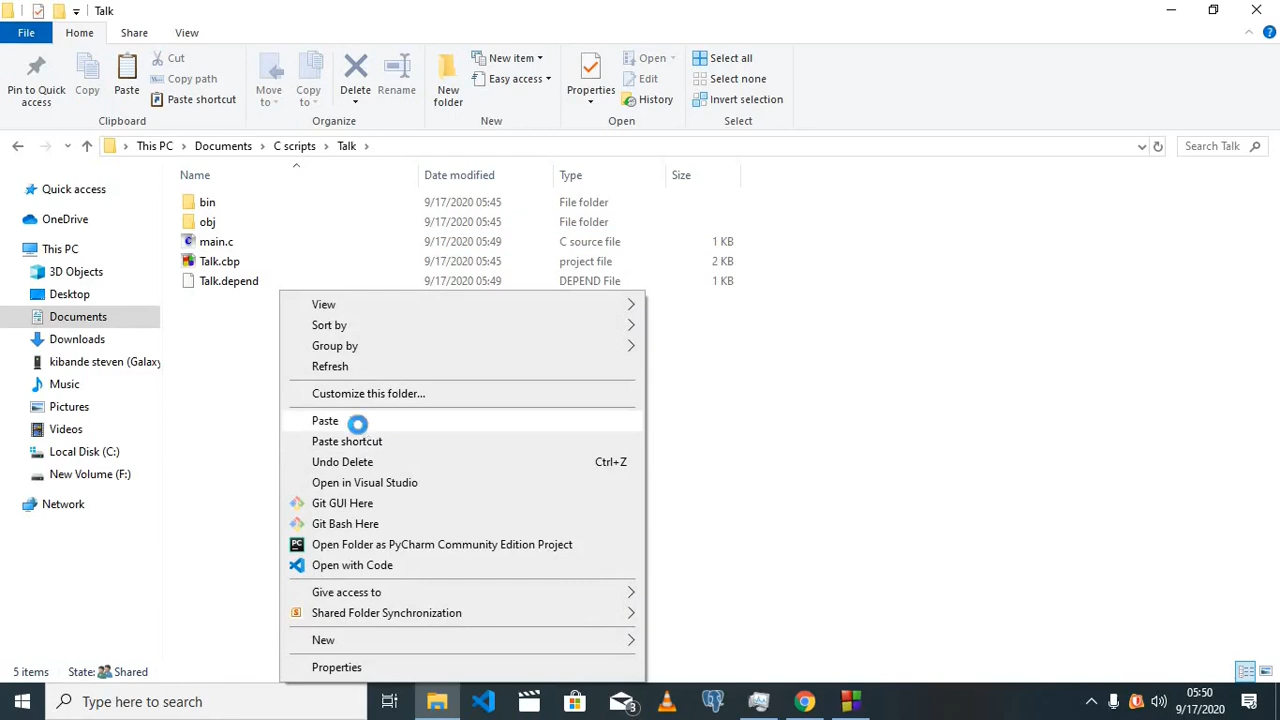 Talk
File Home Share View
Pin to Quick access
Copy
Paste
Cut
Copy path
Paste shortcut
Clipboard
Move to
Copy to
Delete
Rename
Organize
New folder
New item
Easy access
New
Properties
Open
Edit
History
Open
Select all
Select none
Invert selection
Select
This PC Documents C scripts Talk
Search Talk
Name Date modified Type Size
bin 9/17/2020 05:45 File folder
obj 9/17/2020 05:45 File folder
main.c 9/17/2020 05:49 C source file 1 KB
Talk.cbp 9/17/2020 05:45 project file 2 KB
Talk.depend 9/17/2020 05:49 DEPEND File 1 KB
Quick access
OneDrive
This PC
3D Objects
Desktop
Documents
Downloads
kibande steven (Galaxy
Music
Pictures
Videos
Local Disk (C:)
New Volume (F:)
Network
View
Sort by
Group by
Refresh
Customize this folder...
Paste
Paste shortcut
Undo Delete Ctrl+Z
Open in Visual Studio
Git GUI Here
Git Bash Here
Open Folder as PyCharm Community Edition Project
Open with Code
Give access to
Shared Folder Synchronization
New
Properties
5 items State: Shared
Type here to search
3
05:50
9/17/2020